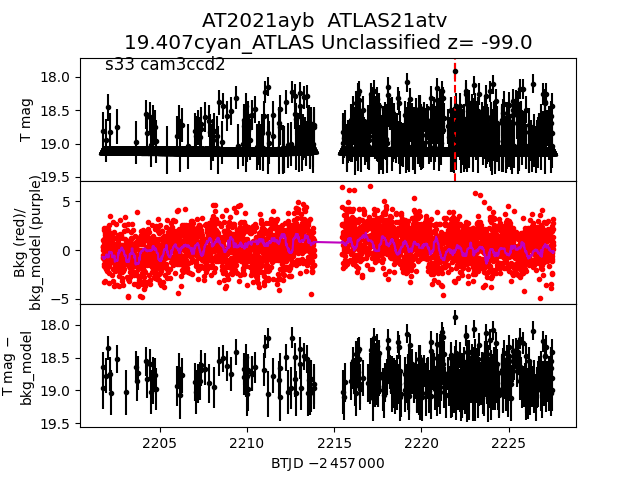 AT2021ayb  ATLAS21atv
19.407cyan_ATLAS Unclassified z= -99.0
s33 cam3ccd2
T mag
18.0
18.5
19.0
19.5
Bkg (red)/
bkg_model (purple)
5
0
−5
T mag −
bkg_model
18.0
18.5
19.0
19.5
2205
2210
2215
2220
2225
BTJD −2 457 000